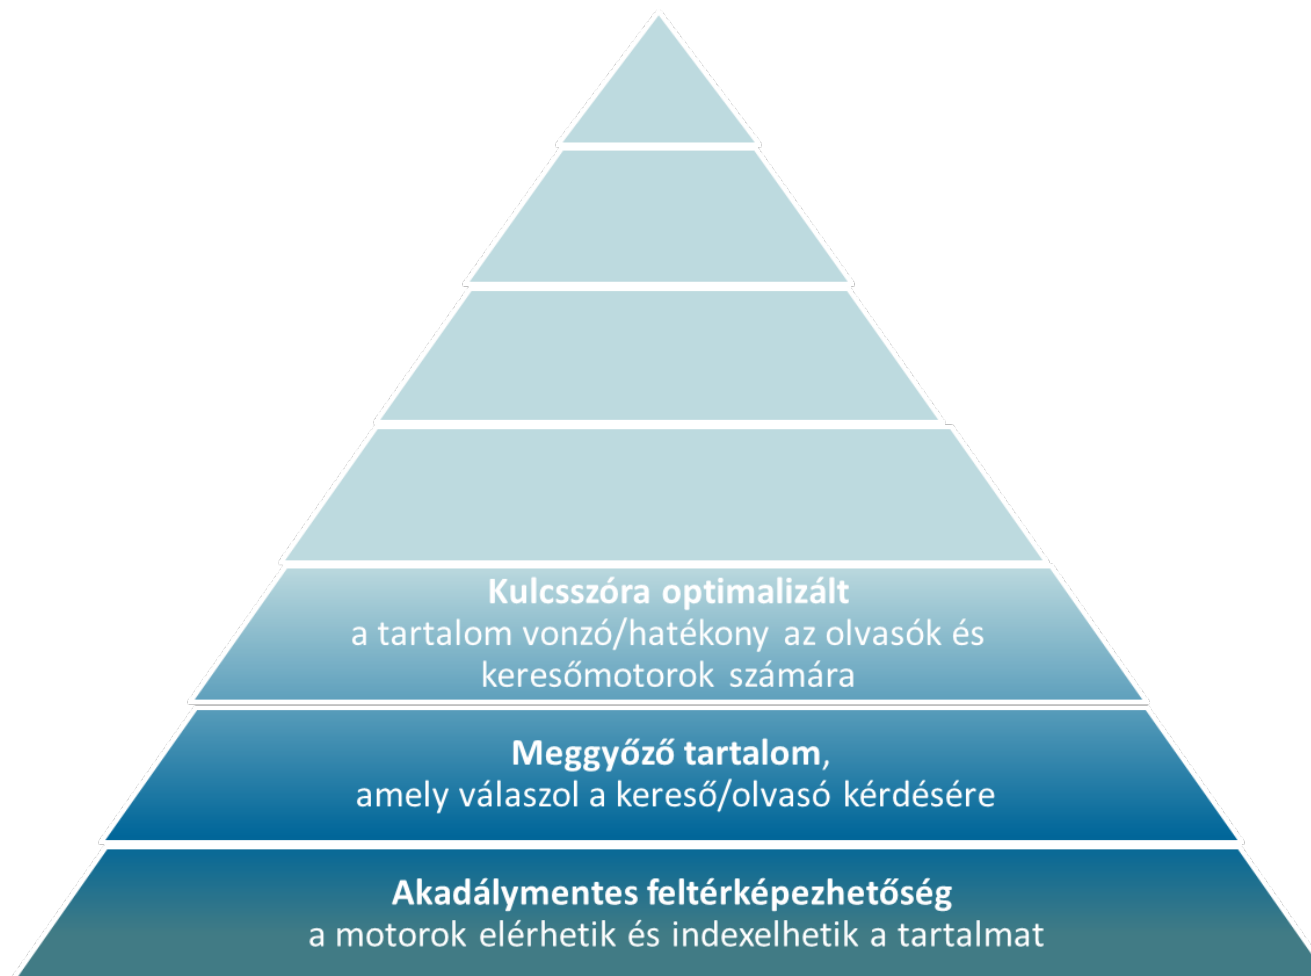 Kulcsszóra optimalizált
a tartalom vonzó/hatékony az olvasók és
keresőmotorok számára
Meggyőző tartalom,
amely válaszol a kereső/olvasó kérdésére
Akadálymentes feltérképezhetőség
a motorok elérhetik és indexelhetik a tartalmat